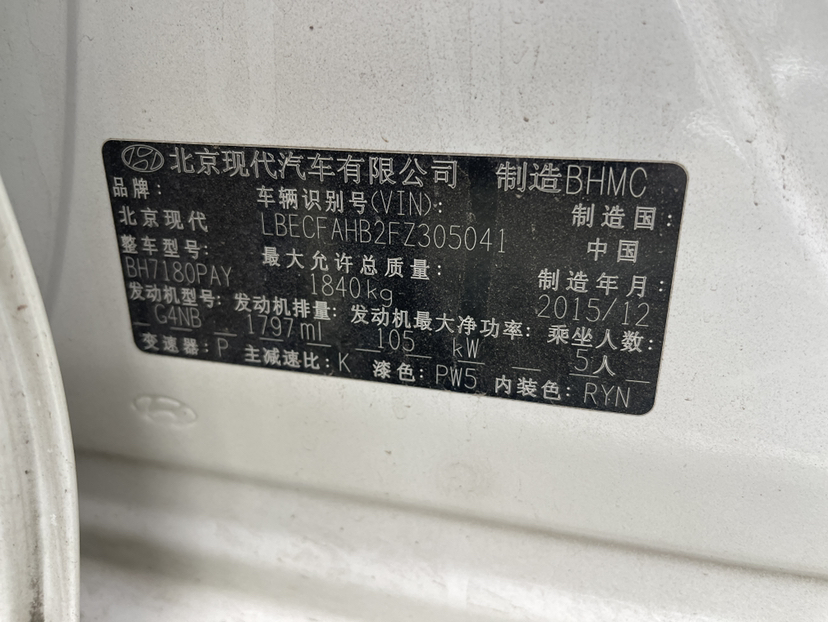 北京现代汽车有限公司 制造BHMC
品牌: 车辆识别号(VIN): 制造国:
北京现代 LBECFAHB2FZ305041 中国
整车型号: 最大允许总质量: 制造年月:
BH7180PAY 1840kg 2015/12
发动机型号: 发动机排量: 发动机最大净功率: 乘坐人数:
G4NB 1797ml 105 kW 5人
变速器: P 主减速比: K 漆色: PW5 内装色: RYN